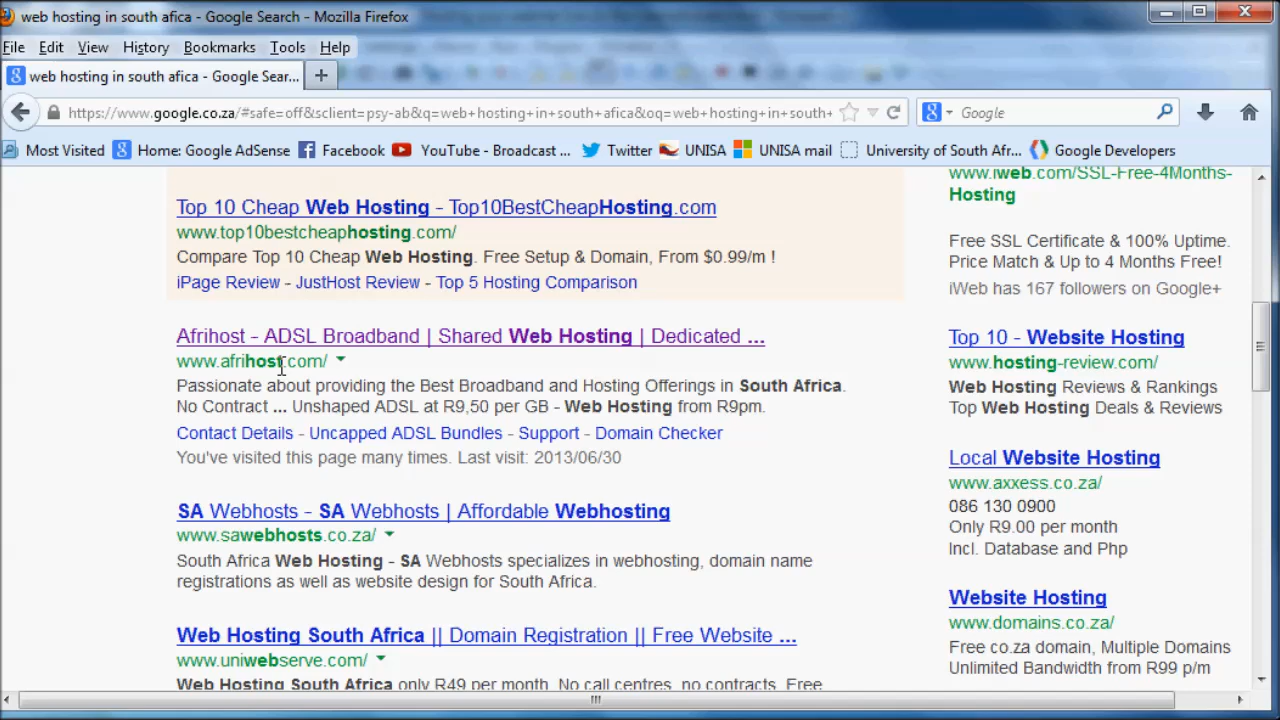 web hosting in south afica - Google Search - Mozilla Firefox
File Edit View History Bookmarks Tools Help
web hosting in south afica - Google Sear...
https://www.google.co.za/#safe=off&sclient=psy-ab&q=web+hosting+in+south+afica&oq=web+hosting+in+south+
Google
Most Visited Home: Google AdSense Facebook YouTube - Broadcast ... Twitter UNISA UNISA mail University of South Afr... Google Developers
Top 10 Cheap Web Hosting - Top10BestCheapHosting.com
www.top10bestcheaphosting.com/
Compare Top 10 Cheap Web Hosting. Free Setup & Domain, From $0.99/m !
iPage Review - JustHost Review - Top 5 Hosting Comparison
Afrihost - ADSL Broadband | Shared Web Hosting | Dedicated ...
www.afrihost.com/
Passionate about providing the Best Broadband and Hosting Offerings in South Africa.
No Contract ... Unshaped ADSL at R9,50 per GB - Web Hosting from R9pm.
Contact Details - Uncapped ADSL Bundles - Support - Domain Checker
You've visited this page many times. Last visit: 2013/06/30
SA Webhosts - SA Webhosts | Affordable Webhosting
www.sawebhosts.co.za/
South Africa Web Hosting - SA Webhosts specializes in webhosting, domain name
registrations as well as website design for South Africa.
Web Hosting South Africa || Domain Registration || Free Website ...
www.uniwebserve.com/
Web Hosting South Africa only R49 per month. No call centres, no contracts. Free
www.iweb.com/SSL-Free-4Months-
Hosting
Free SSL Certificate & 100% Uptime.
Price Match & Up to 4 Months Free!
iWeb has 167 followers on Google+
Top 10 - Website Hosting
www.hosting-review.com/
Web Hosting Reviews & Rankings
Top Web Hosting Deals & Reviews
Local Website Hosting
www.axxess.co.za/
086 130 0900
Only R9.00 per month
Incl. Database and Php
Website Hosting
www.domains.co.za/
Free co.za domain, Multiple Domains
Unlimited Bandwidth from R99 p/m